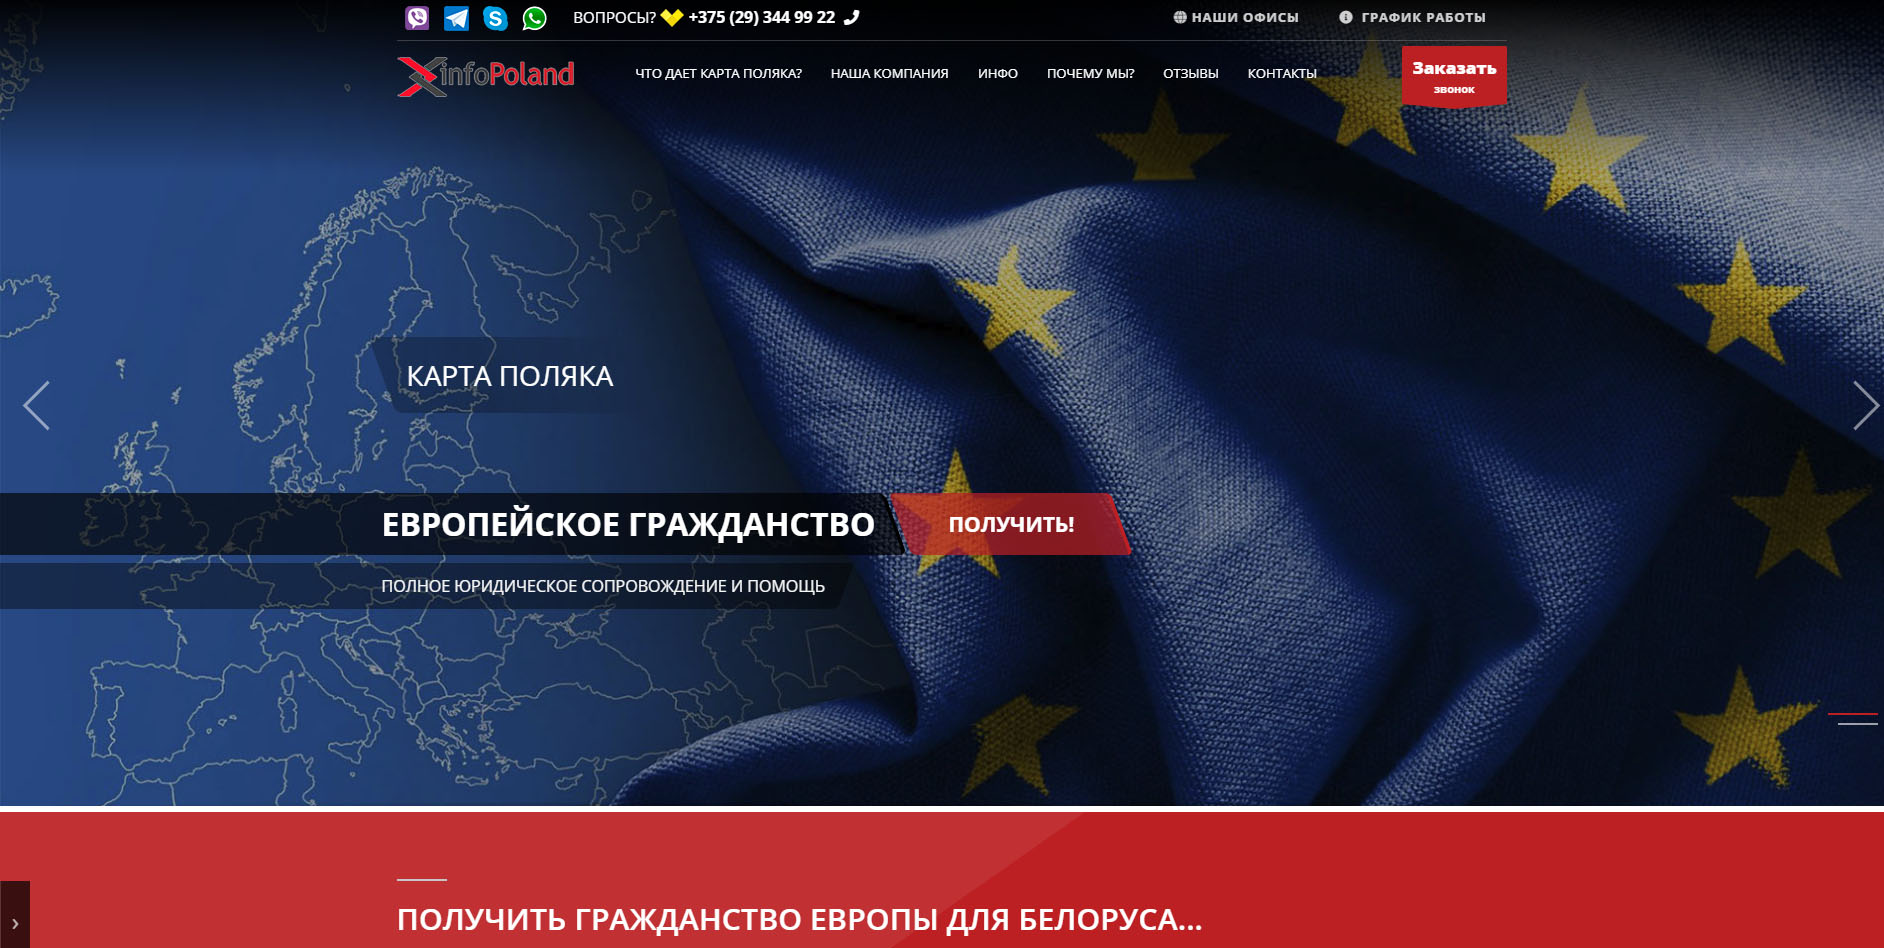 ВОПРОСЫ? +375 (29) 344 99 22
НАШИ ОФИСЫ
ГРАФИК РАБОТЫ
infoPoland
ЧТО ДАЕТ КАРТА ПОЛЯКА?
НАША КОМПАНИЯ
ИНФО
ПОЧЕМУ МЫ?
ОТЗЫВЫ
КОНТАКТЫ
Заказать
звонок
КАРТА ПОЛЯКА
ЕВРОПЕЙСКОЕ ГРАЖДАНСТВО
ПОЛУЧИТЬ!
ПОЛНОЕ ЮРИДИЧЕСКОЕ СОПРОВОЖДЕНИЕ И ПОМОЩЬ
ПОЛУЧИТЬ ГРАЖДАНСТВО ЕВРОПЫ ДЛЯ БЕЛОРУСА...